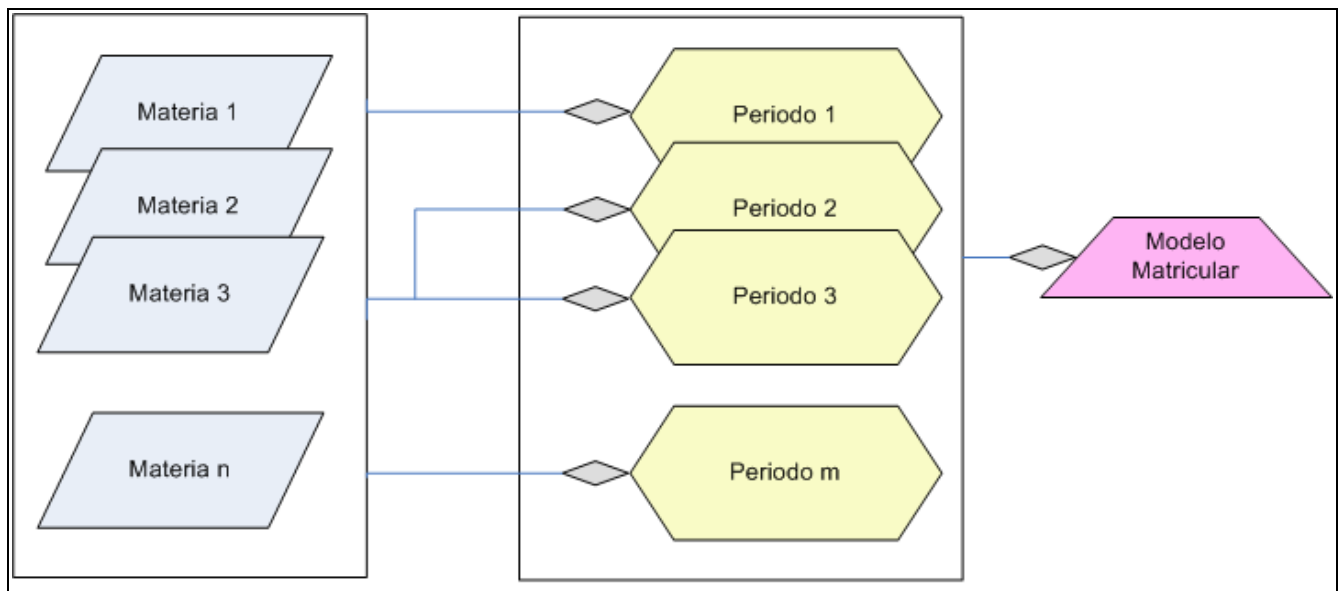 Materia 1
Materia 2
Materia 3
Materia n
Periodo 1
Periodo 2
Periodo 3
Periodo m
Modelo
Matricular